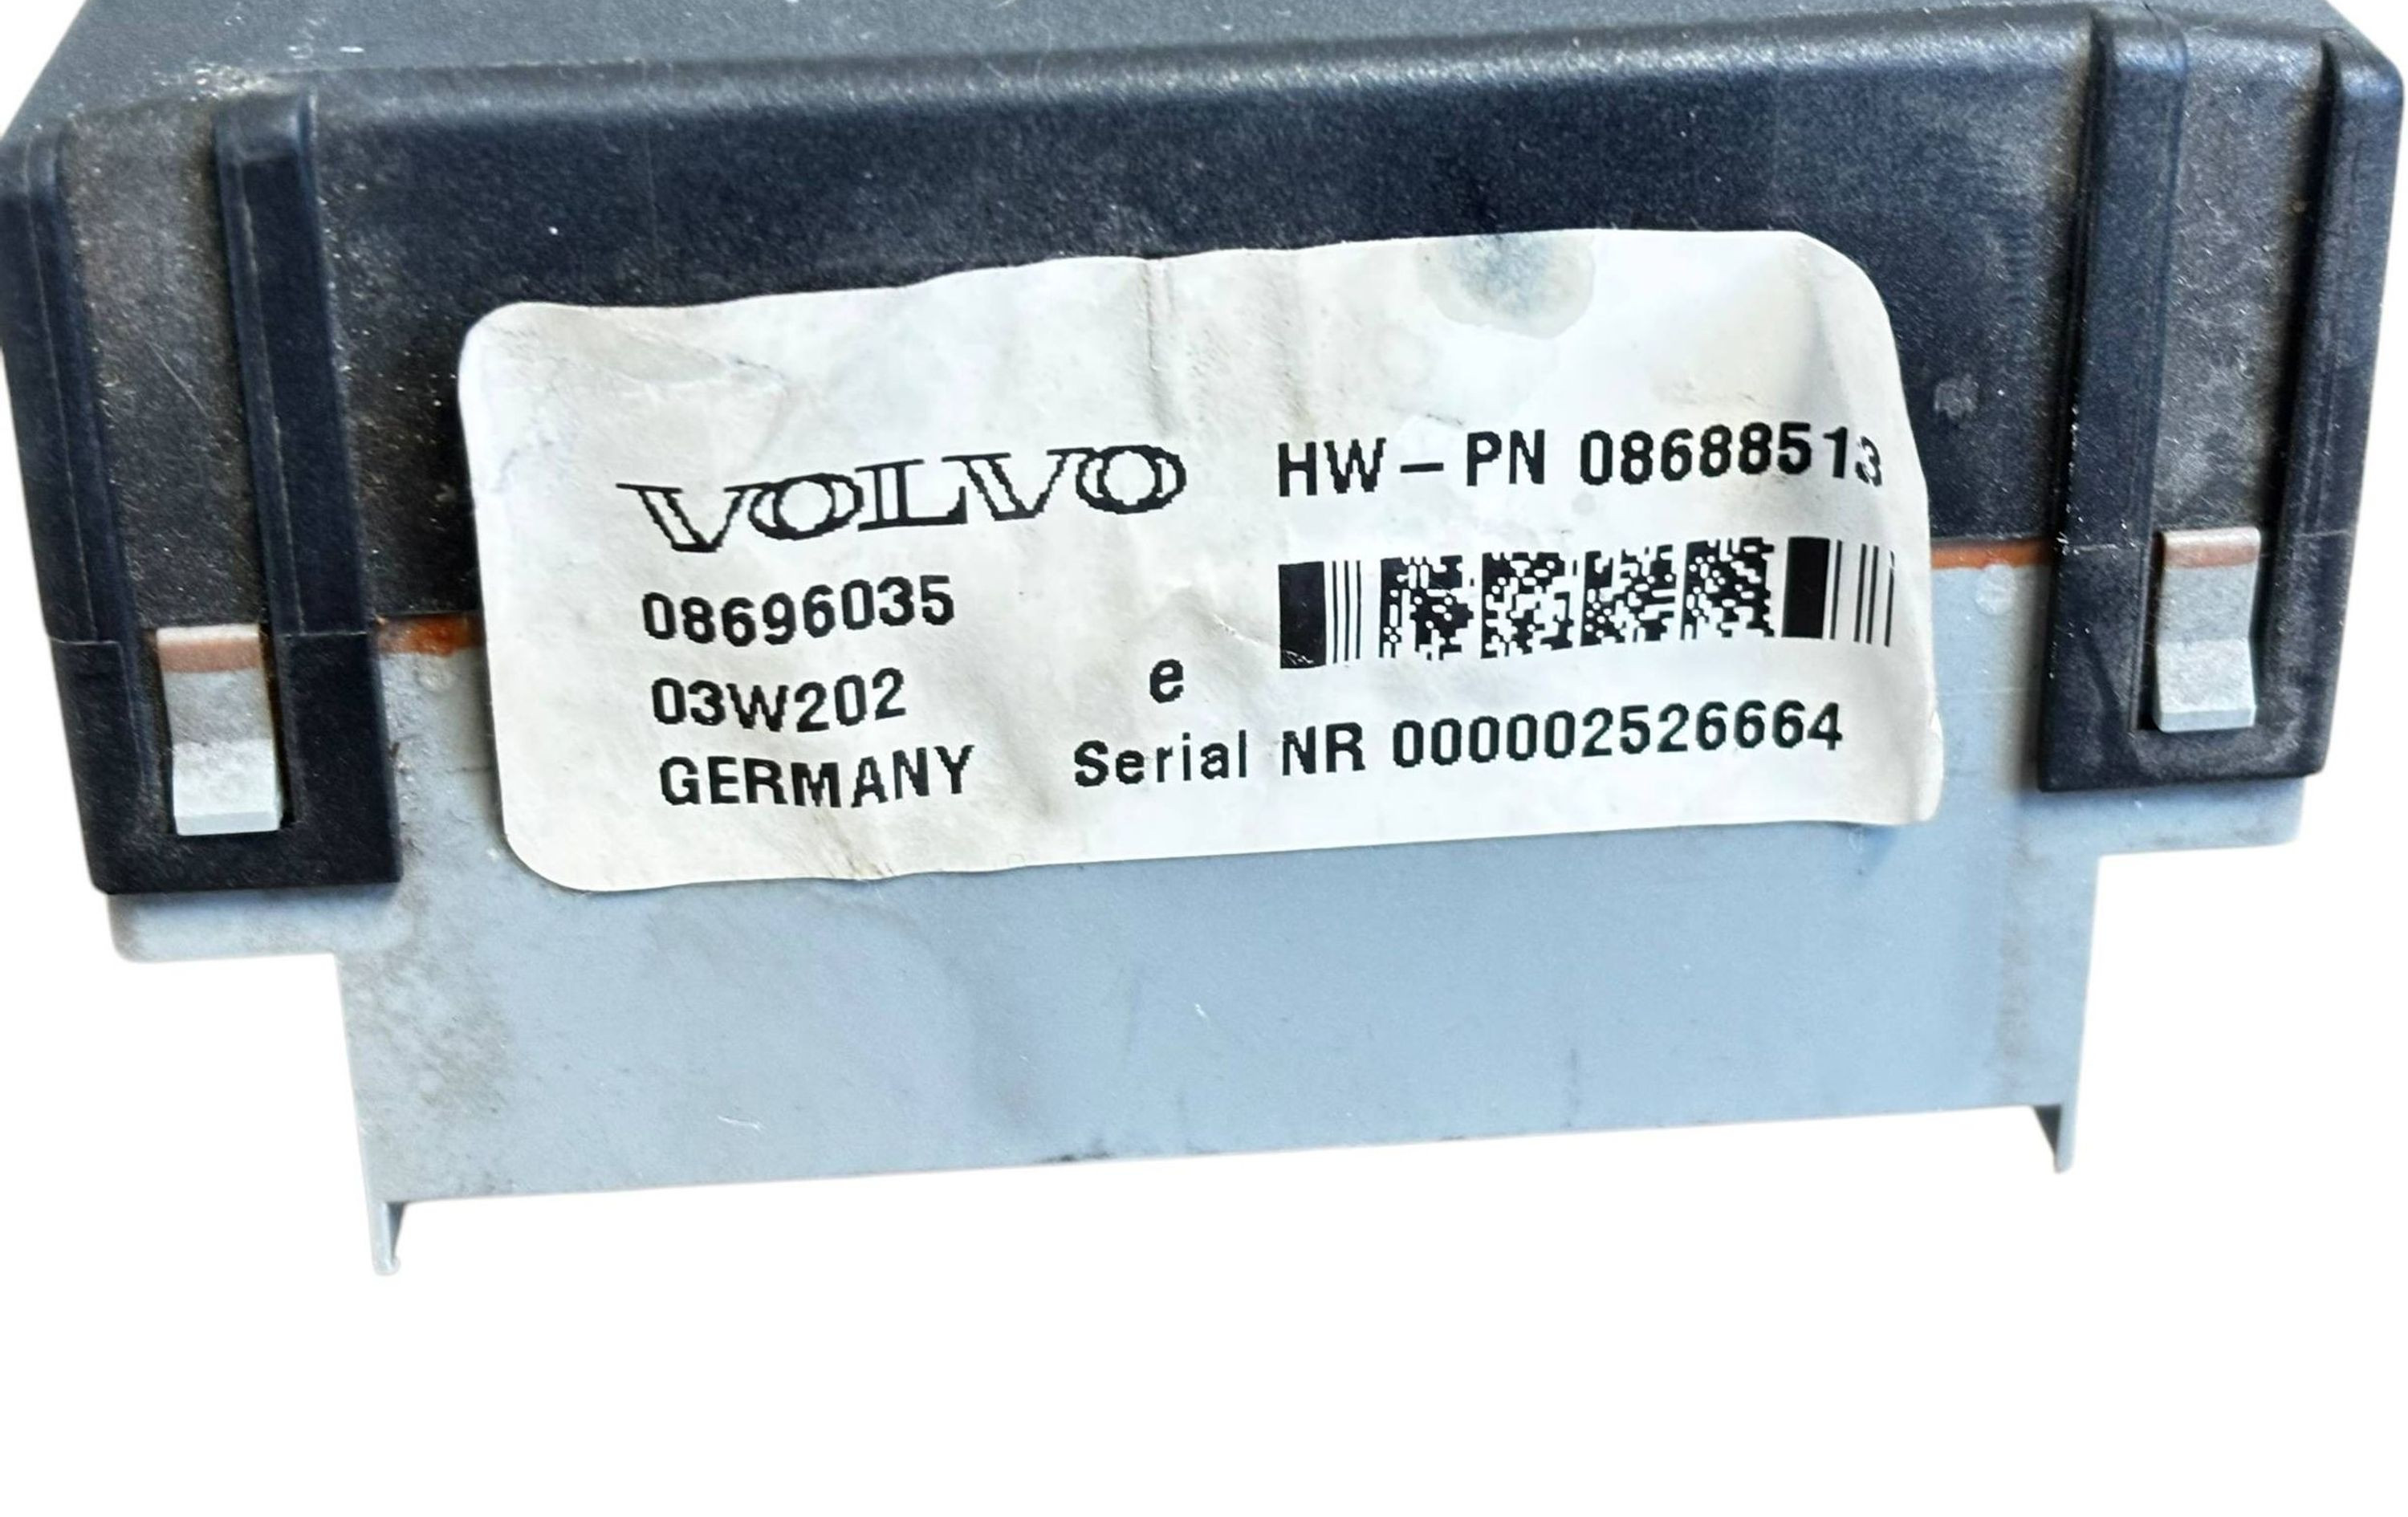 VOLVO HW-PN 08688513
08696035
03W202 e
GERMANY Serial NR 000002526664